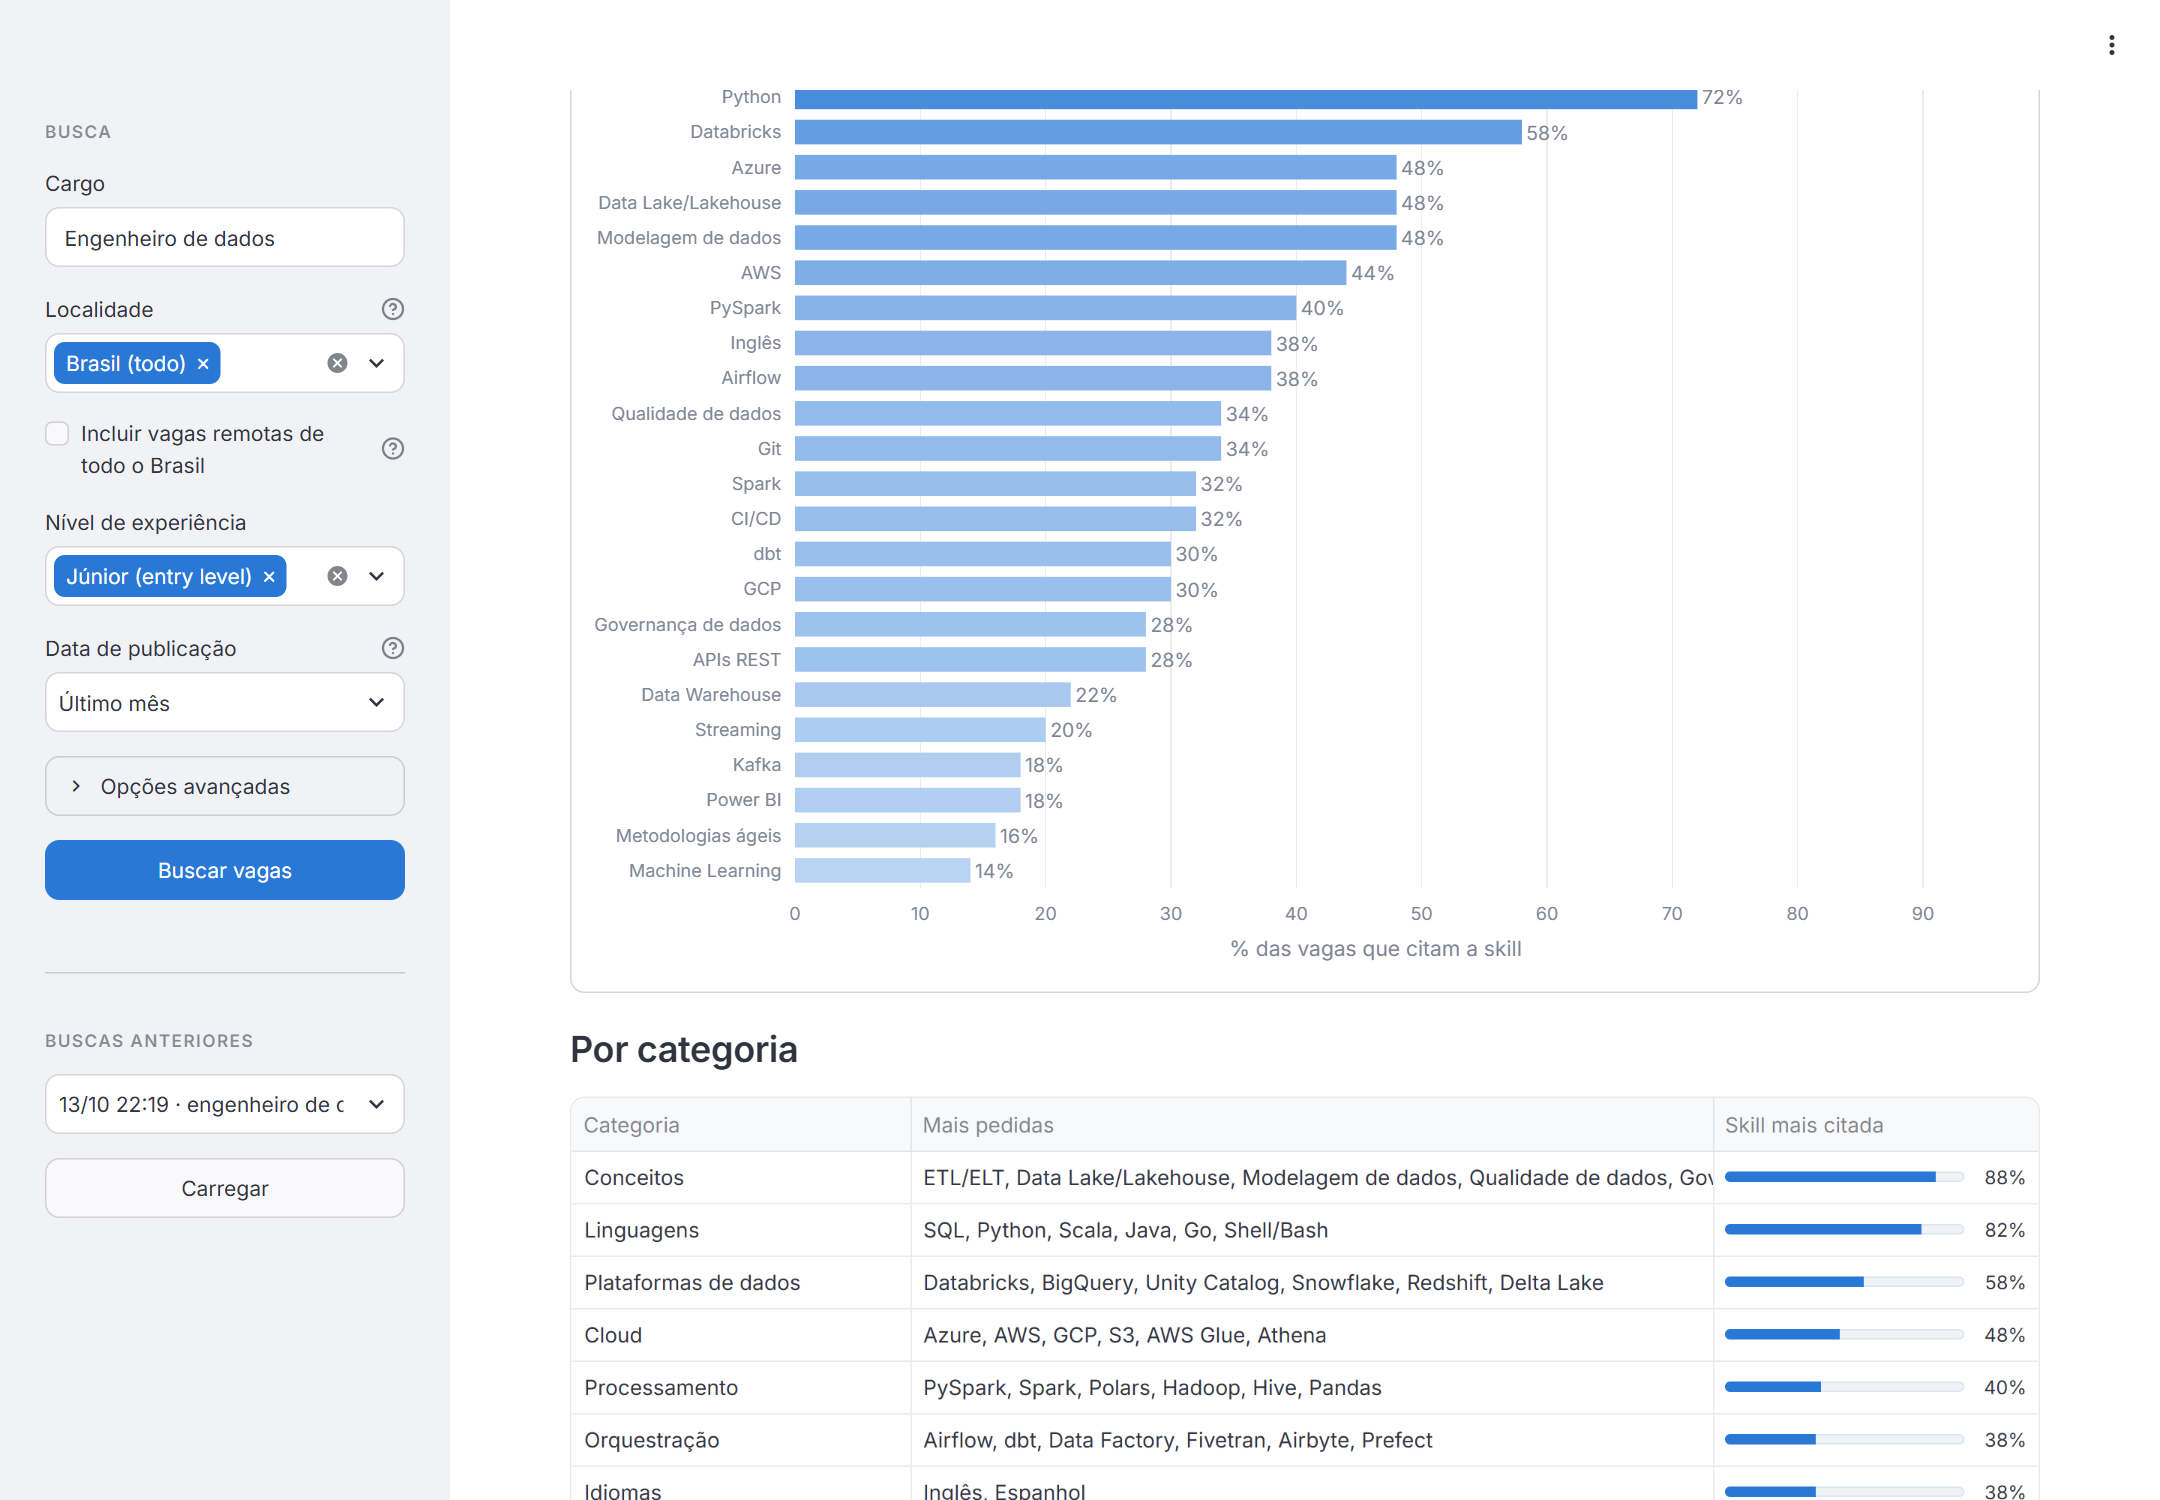 BUSCA
Cargo
Engenheiro de dados
Localidade
Brasil (todo)
Incluir vagas remotas de
todo o Brasil
Nível de experiência
Júnior (entry level)
Data de publicação
Último mês
Opções avançadas
Buscar vagas
BUSCAS ANTERIORES
13/10 22:19 · engenheiro de c
Carregar
Python 72%
Databricks 58%
Azure 48%
Data Lake/Lakehouse 48%
Modelagem de dados 48%
AWS 44%
PySpark 40%
Inglês 38%
Airflow 38%
Qualidade de dados 34%
Git 34%
Spark 32%
CI/CD 32%
dbt 30%
GCP 30%
Governança de dados 28%
APIs REST 28%
Data Warehouse 22%
Streaming 20%
Kafka 18%
Power BI 18%
Metodologias ágeis 16%
Machine Learning 14%
0 10 20 30 40 50 60 70 80 90
% das vagas que citam a skill
Por categoria
Categoria Mais pedidas Skill mais citada
Conceitos ETL/ELT, Data Lake/Lakehouse, Modelagem de dados, Qualidade de dados, Gov 88%
Linguagens SQL, Python, Scala, Java, Go, Shell/Bash 82%
Plataformas de dados Databricks, BigQuery, Unity Catalog, Snowflake, Redshift, Delta Lake 58%
Cloud Azure, AWS, GCP, S3, AWS Glue, Athena 48%
Processamento PySpark, Spark, Polars, Hadoop, Hive, Pandas 40%
Orquestração Airflow, dbt, Data Factory, Fivetran, Airbyte, Prefect 38%
Idiomas Inglês, Espanhol 38%